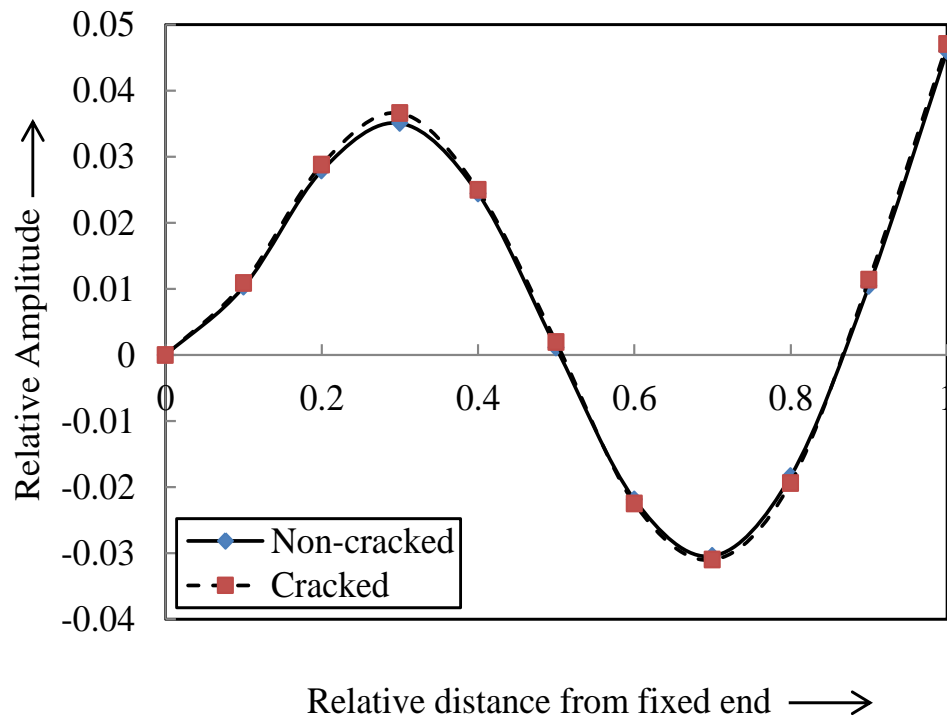 0.05
0.04
0.03
0.02
0.01
0
-0.01
-0.02
-0.03
-0.04
0 0.2 0.4 0.6 0.8 1
Relative Amplitude
Non-cracked
Cracked
Relative distance from fixed end